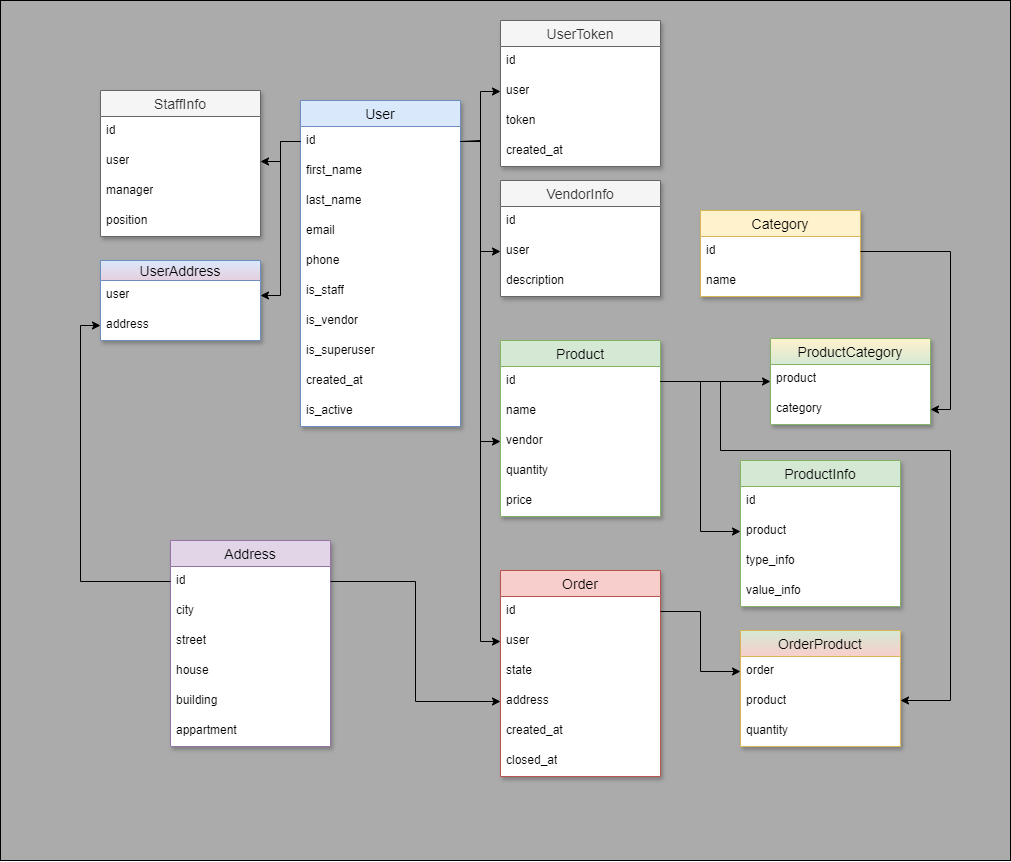 UserToken
id
user
token
created_at
StaffInfo
id
user
manager
position
User
id
first_name
last_name
email
phone
is_staff
is_vendor
is_superuser
created_at
is_active
VendorInfo
id
user
description
Category
id
name
UserAddress
user
address
Product
id
name
vendor
quantity
price
ProductCategory
product
category
ProductInfo
id
product
type_info
value_info
Address
id
city
street
house
building
appartment
Order
id
user
state
address
created_at
closed_at
OrderProduct
order
product
quantity